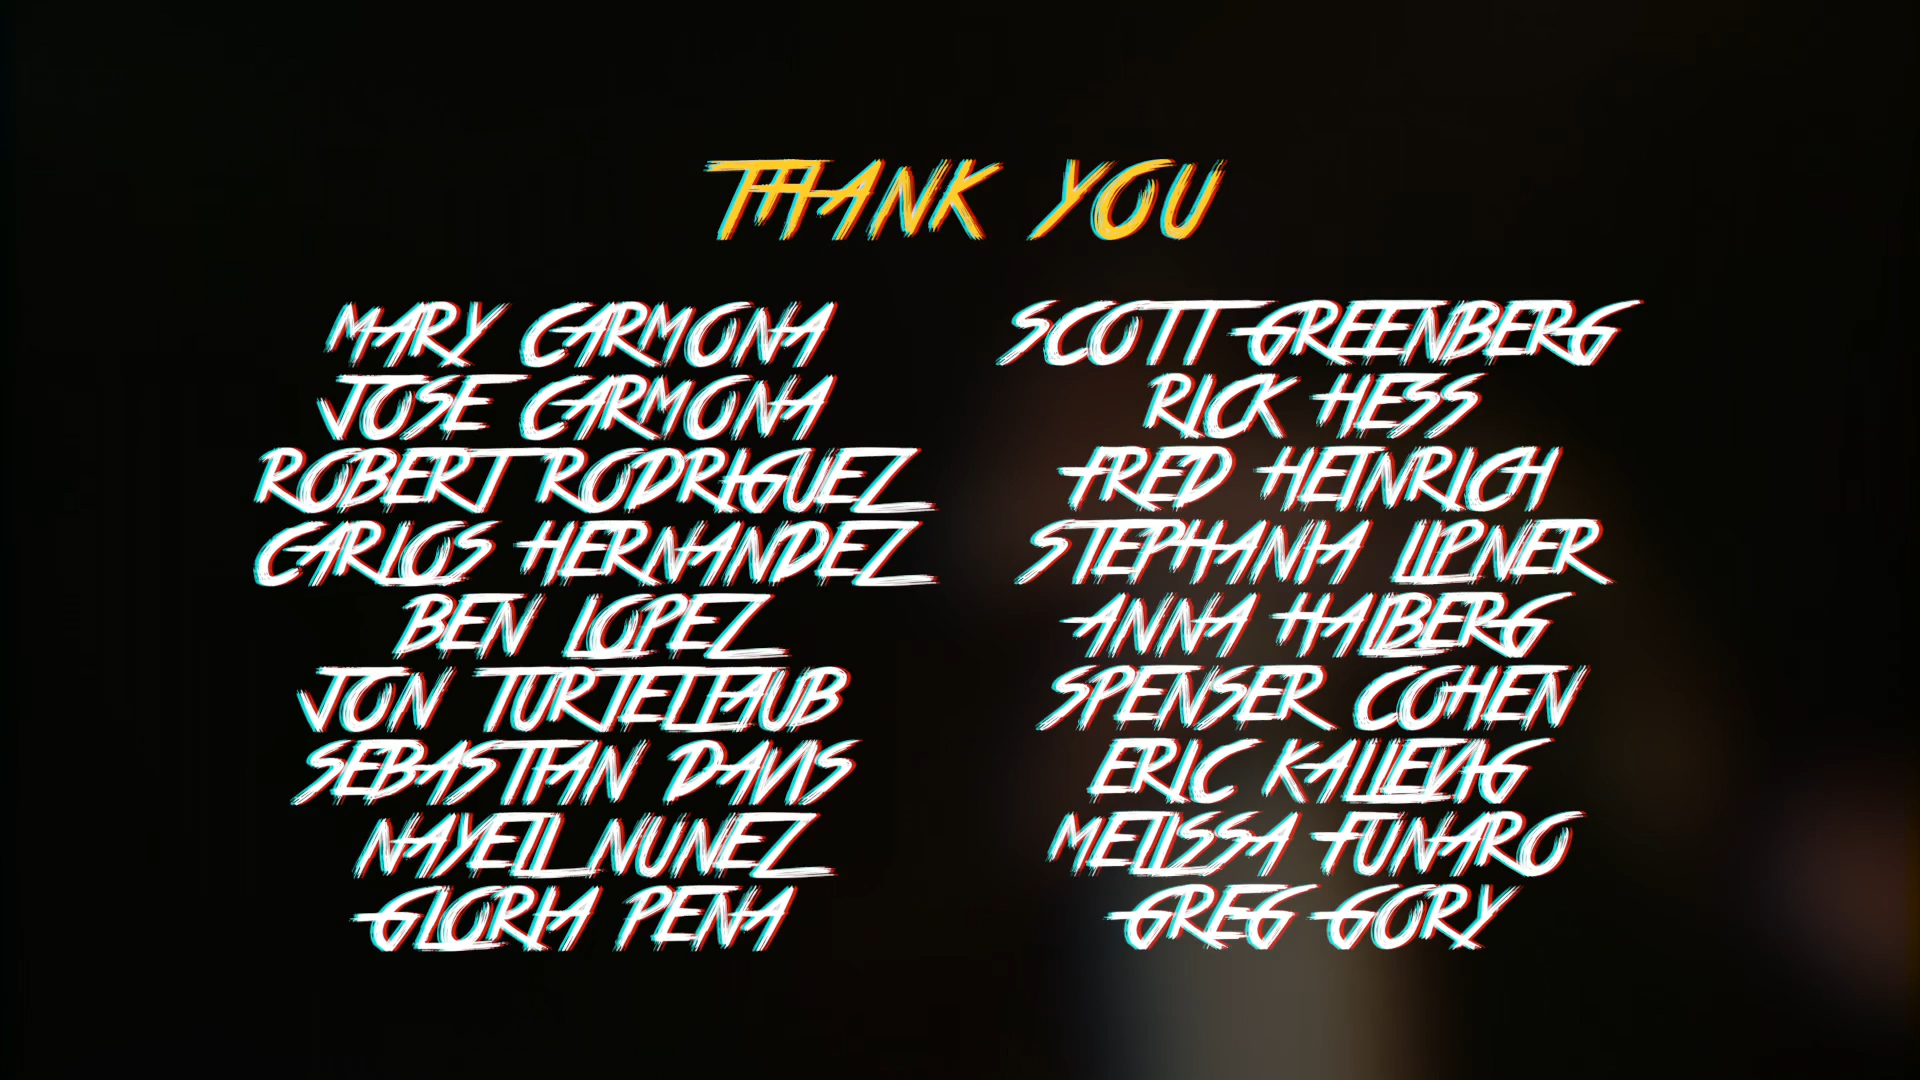 THANK YOU
MARY CARMONA
JOSE CARMONA
ROBERT RODRIGUEZ
CARLOS HERNANDEZ
BEN LOPEZ
JON TURTELTAUB
SEBASTIAN DAVIS
NAYELI NUNEZ
GLORIA PENA
SCOTT GREENBERG
RICK HESS
FRED HEINRICH
STEPHANIA LIPNER
ANNA HALBERG
SPENSER COHEN
ERIC KALLEVIG
MELISSA FUNARO
GREG GORY